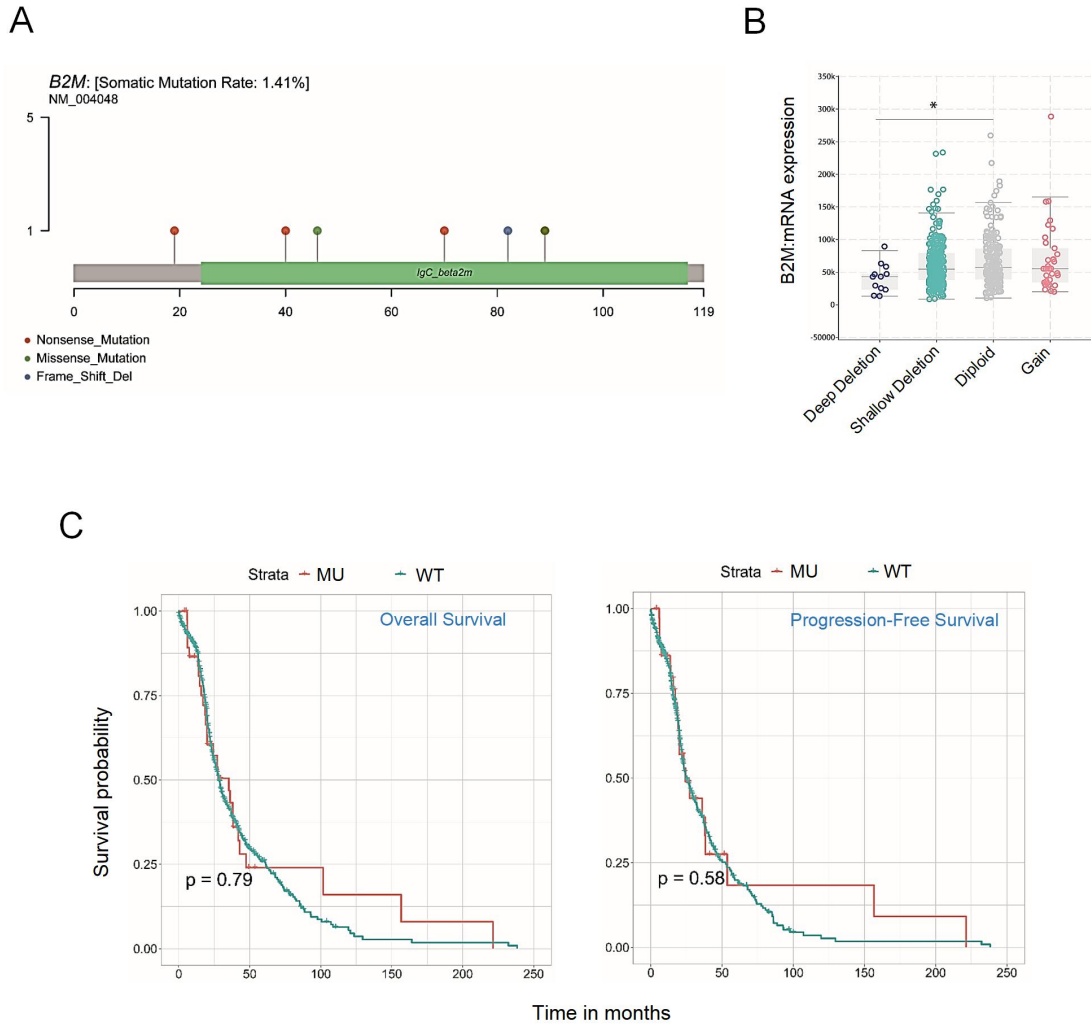 A
B2M: [Somatic Mutation Rate: 1.41%]
NM_004048
5
1
IgC_beta2m
0 20 40 60 80 100 119
Nonsense_Mutation
Missense_Mutation
Frame_Shift_Del
B
B2M:mRNA expression
350k
300k
250k
200k
150k
100k
50k
0
-50000
*
Deep Deletion
Shallow Deletion
Diploid
Gain
C
Survival probability
Strata MU WT
Overall Survival
1.00
0.75
0.50
0.25
0.00
p = 0.79
0 50 100 150 200 250
Strata MU WT
Progression-Free Survival
1.00
0.75
0.50
0.25
0.00
p = 0.58
0 50 100 150 200 250
Time in months